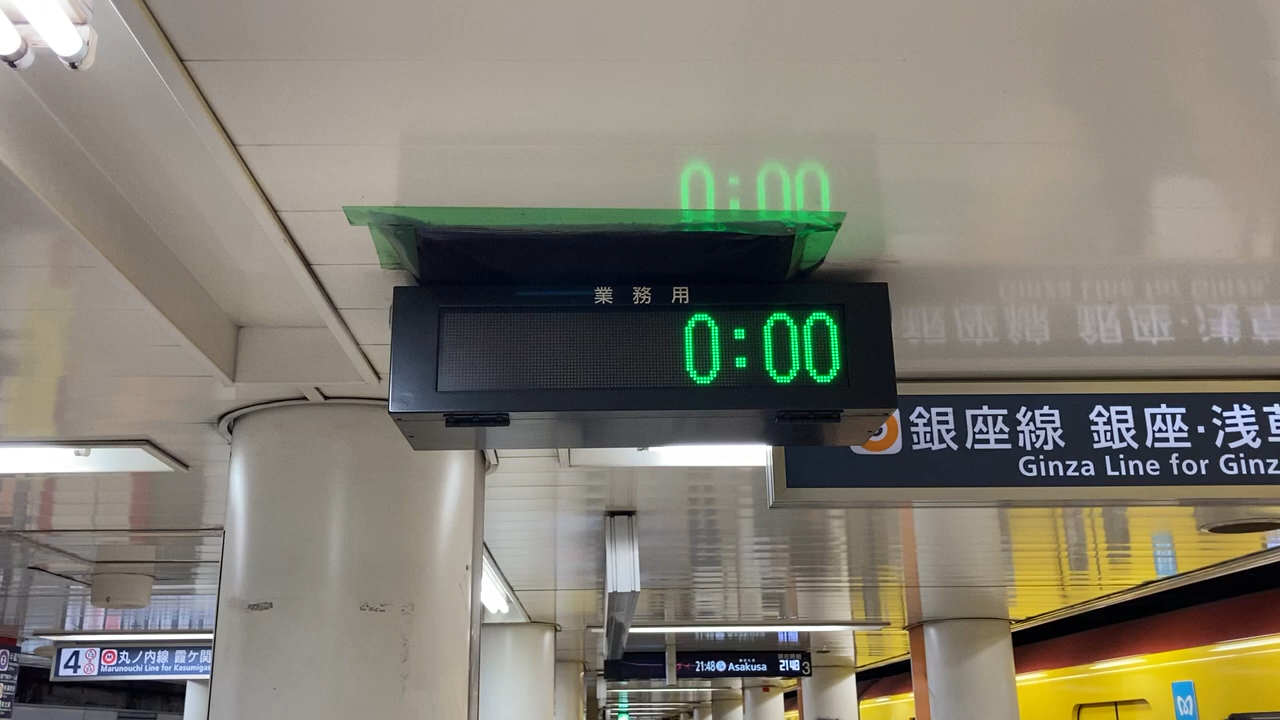 業務用
0:00
銀座線 銀座・浅草
Ginza Line for Ginz
4 丸ノ内線 霞ケ関
Marunouchi Line for Kasumigas
21:48 Asakusa 21:48 3